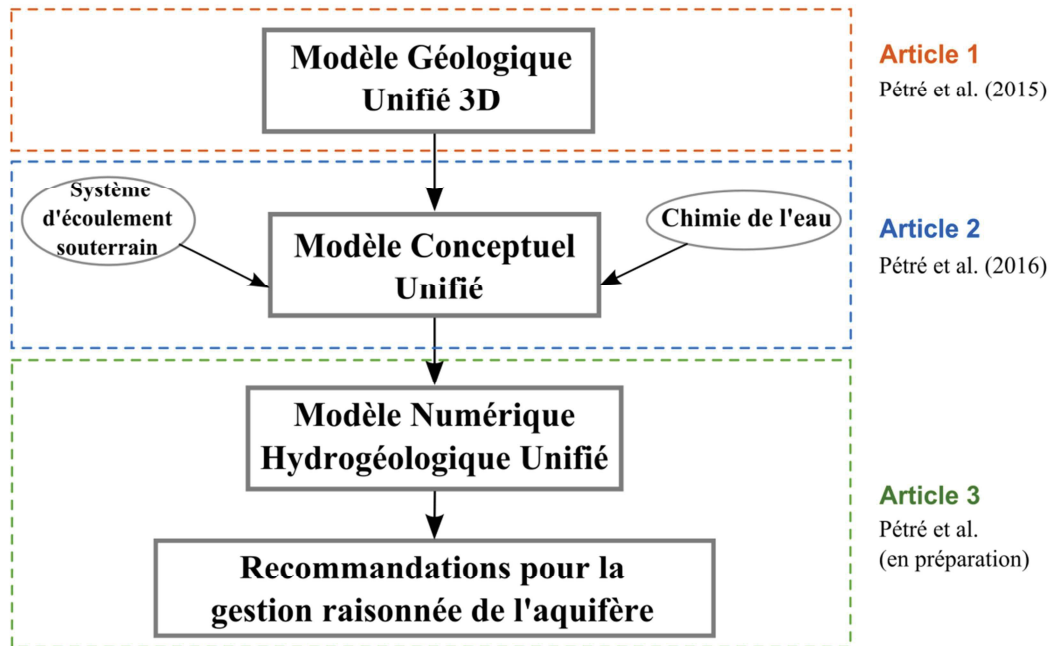 Modèle Géologique
Unifié 3D
Article 1
Pétré et al. (2015)
Système
d'écoulement
souterrain
Chimie de l'eau
Modèle Conceptuel
Unifié
Article 2
Pétré et al. (2016)
Modèle Numérique
Hydrogéologique Unifié
Recommandations pour la
gestion raisonnée de l'aquifère
Article 3
Pétré et al.
(en préparation)